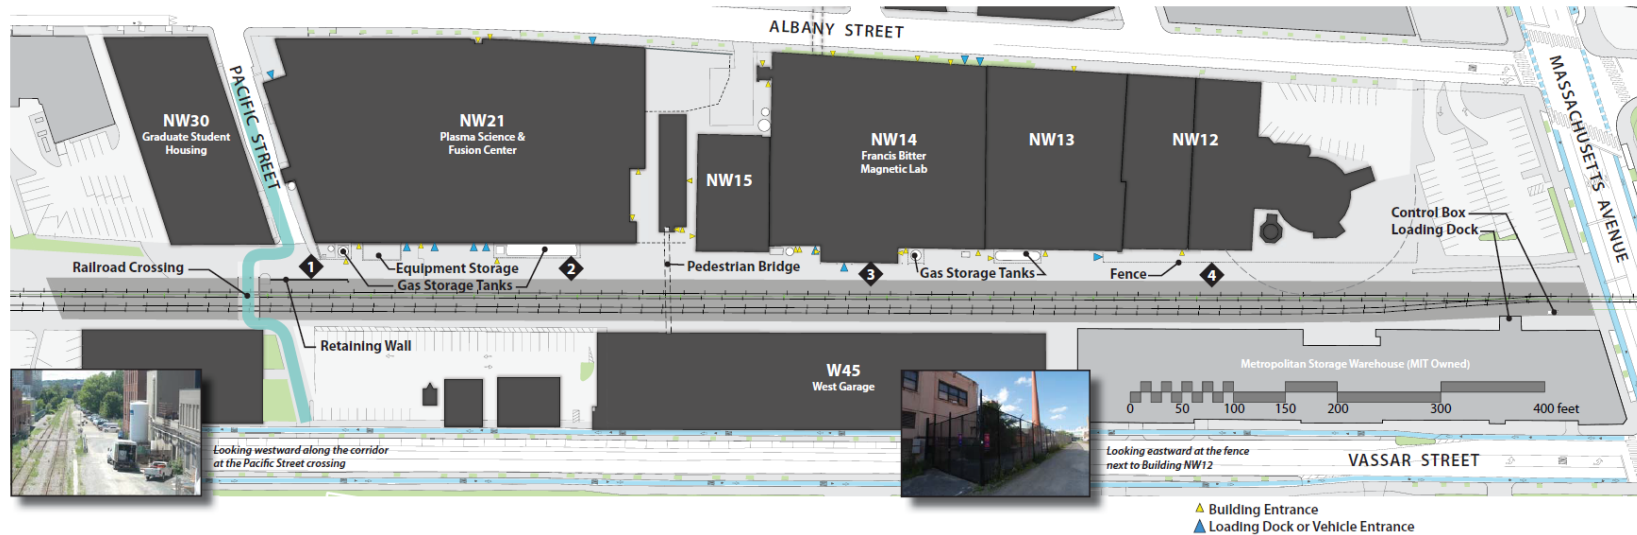 ALBANY STREET
MASSACHUSETTS AVENUE
PACIFIC STREET
NW30
Graduate Student
Housing
NW21
Plasma Science &
Fusion Center
NW15
NW14
Francis Bitter
Magnetic Lab
NW13
NW12
Control Box
Loading Dock
Railroad Crossing
1
Equipment Storage
Gas Storage Tanks
2
Pedestrian Bridge
3
Gas Storage Tanks
Fence
4
Retaining Wall
W45
West Garage
Metropolitan Storage Warehouse (MIT Owned)
0 50 100 150 200 300 400 feet
Looking westward along the corridor
at the Pacific Street crossing
Looking eastward at the fence
next to Building NW12
VASSAR STREET
Building Entrance
Loading Dock or Vehicle Entrance